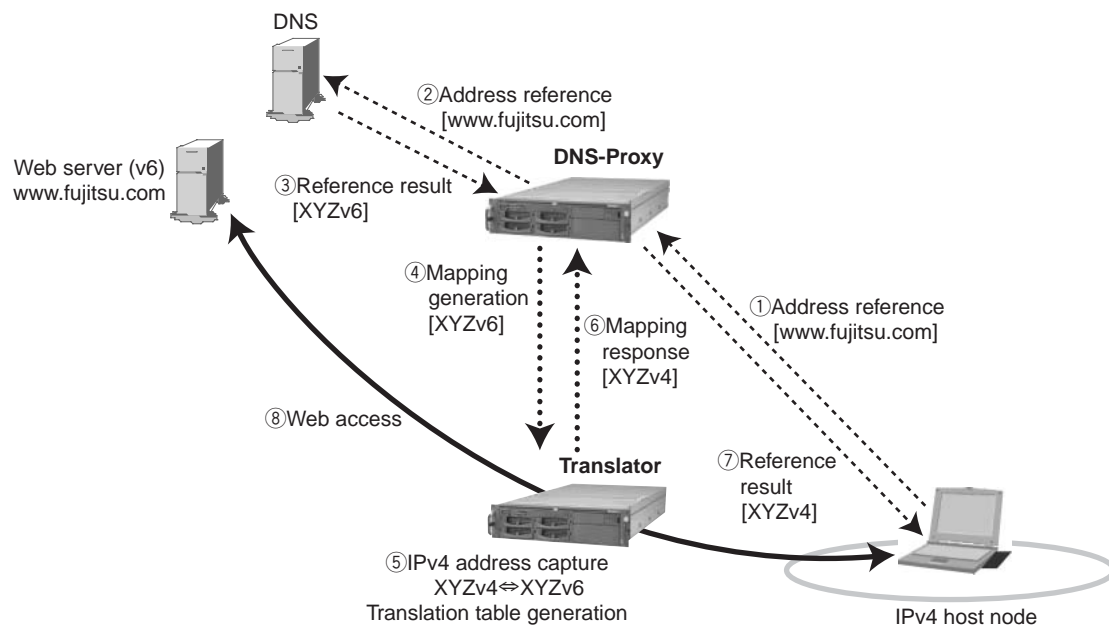 DNS
②Address reference
[www.fujitsu.com]
DNS-Proxy
Web server (v6)
www.fujitsu.com
③Reference result
[XYZv6]
④Mapping
generation
[XYZv6]
①Address reference
[www.fujitsu.com]
⑥Mapping
response
[XYZv4]
⑧Web access
Translator
⑦Reference
result
[XYZv4]
⑤IPv4 address capture
XYZv4⇔XYZv6
Translation table generation
IPv4 host node